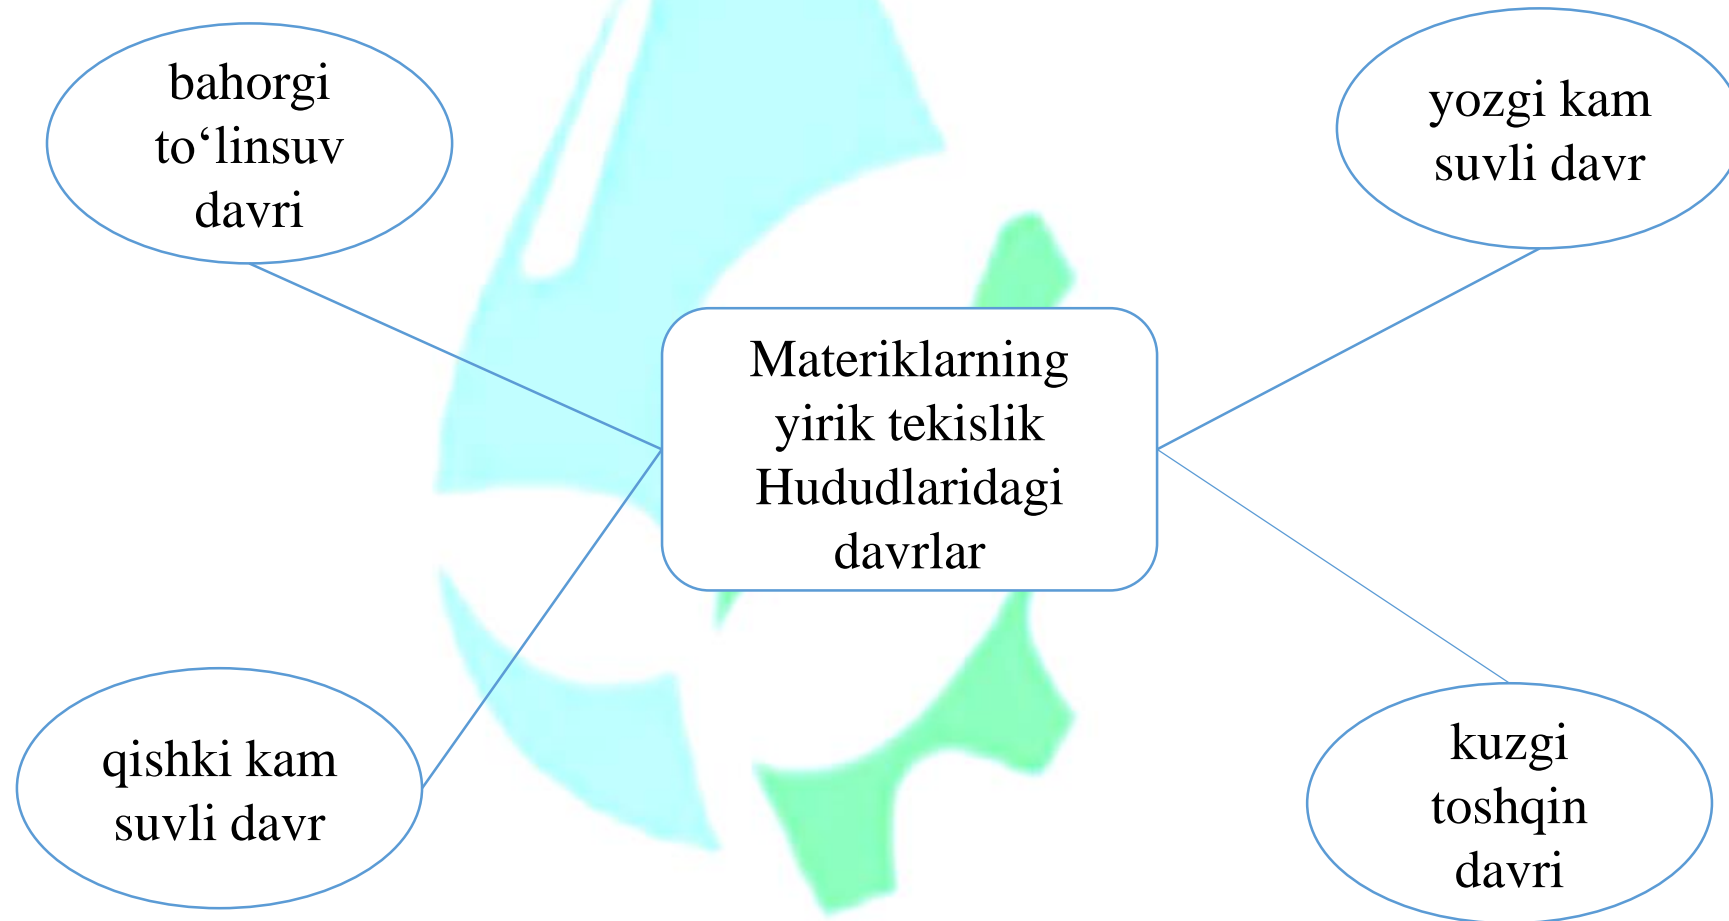 bahorgi
to‘linsuv
davri
yozgi kam
suvli davr
Materiklarning
yirik tekislik
Hududlaridagi
davrlar
qishki kam
suvli davr
kuzgi
toshqin
davri